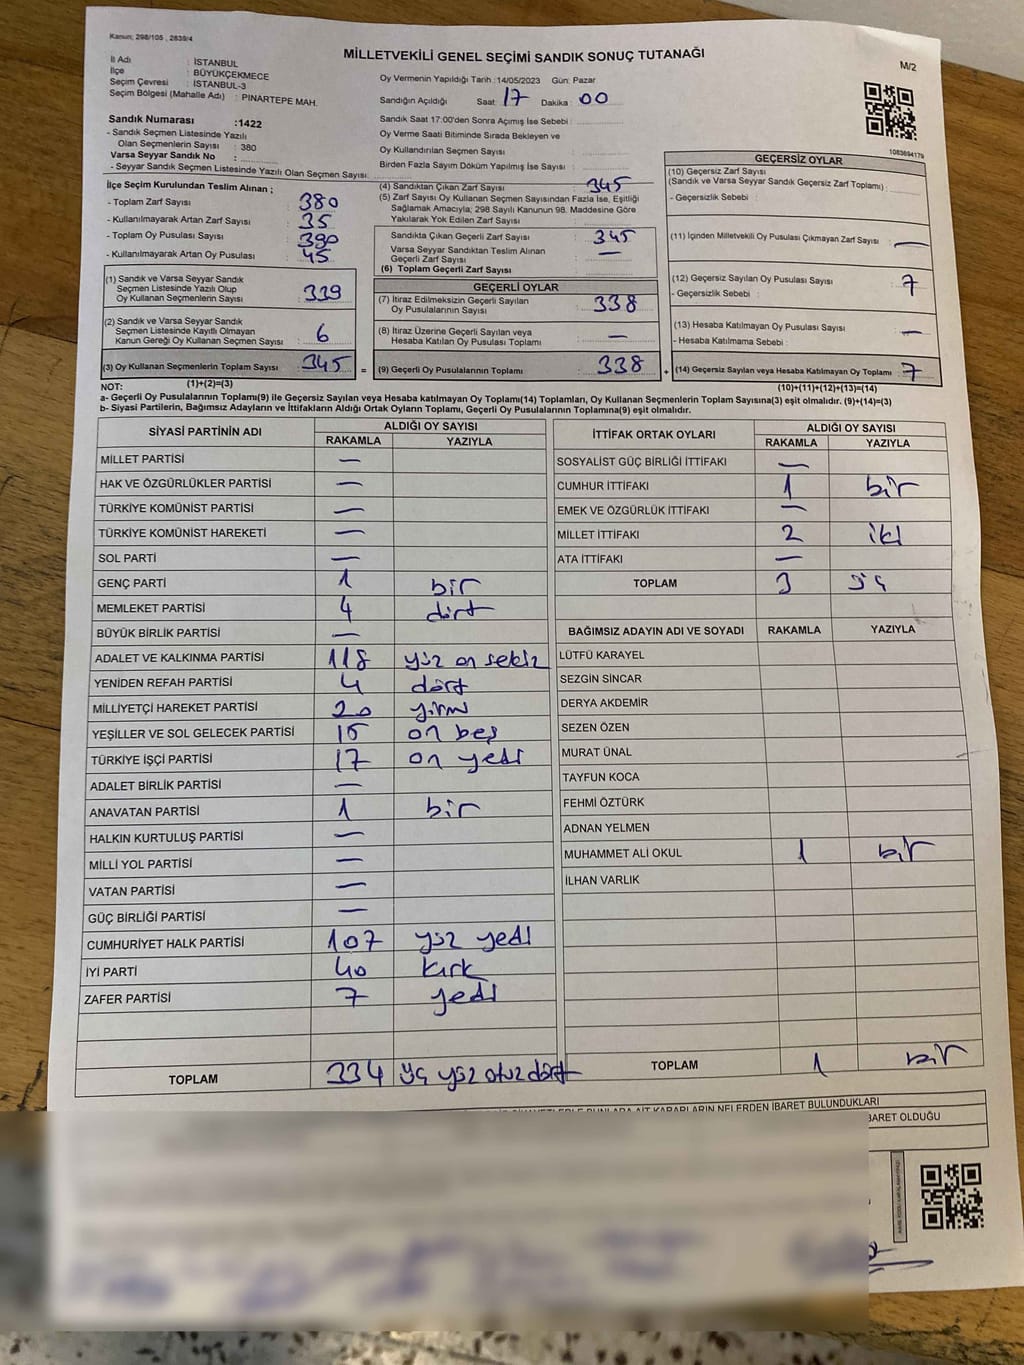 Kanun; 298/105 , 2839/4
MİLLETVEKİLİ GENEL SEÇİMİ SANDIK SONUÇ TUTANAĞI
M/2
İl Adı : İSTANBUL
İlçe : BÜYÜKÇEKMECE
Seçim Çevresi : İSTANBUL-3
Seçim Bölgesi (Mahalle Adı) : PINARTEPE MAH.
Oy Vermenin Yapıldığı Tarih :14/05/2023 Gün: Pazar
Sandığın Açıldığı Saat: 17 Dakika : 00
Sandık Saat 17:00'den Sonra Açımış İse Sebebi :
Oy Verme Saati Bitiminde Sırada Bekleyen ve
Oy Kullandırılan Seçmen Sayısı :
Birden Fazla Sayım Döküm Yapılmış İse Sayısı :
Sandık Numarası :1422
- Sandık Seçmen Listesinde Yazılı
Olan Seçmenlerin Sayısı : 380
Varsa Seyyar Sandık No :
- Seyyar Sandık Seçmen Listesinde Yazılı Olan Seçmen Sayısı:
1083694179
İlçe Seçim Kurulundan Teslim Alınan ;
- Toplam Zarf Sayısı : 380
- Kullanılmayarak Artan Zarf Sayısı : 35
- Toplam Oy Pusulası Sayısı : 390
- Kullanılmayarak Artan Oy Pusulası : 45
(1) Sandık ve Varsa Seyyar Sandık
Seçmen Listesinde Yazılı Olup
Oy Kullanan Seçmenlerin Sayısı : 339
(2) Sandık ve Varsa Seyyar Sandık
Seçmen Listesinde Kayıtlı Olmayan
Kanun Gereği Oy Kullanan Seçmen Sayısı : 6
(3) Oy Kullanan Seçmenlerin Toplam Sayısı : 345 =
(1)+(2)=(3)
(4) Sandıktan Çıkan Zarf Sayısı : 345
(5) Zarf Sayısı Oy Kullanan Seçmen Sayısından Fazla İse, Eşitliği
Sağlamak Amacıyla; 298 Sayılı Kanunun 98. Maddesine Göre
Yakılarak Yok Edilen Zarf Sayısı :
Sandıkta Çıkan Geçerli Zarf Sayısı : 345
Varsa Seyyar Sandıktan Teslim Alınan
Geçerli Zarf Sayısı : —
(6) Toplam Geçerli Zarf Sayısı :
GEÇERLİ OYLAR
(7) İtiraz Edilmeksizin Geçerli Sayılan
Oy Pusulalarının Sayısı : 338
(8) İtiraz Üzerine Geçerli Sayılan veya
Hesaba Katılan Oy Pusulası Toplamı : —
(9) Geçerli Oy Pusulalarının Toplamı : 338 +
GEÇERSİZ OYLAR
(10) Geçersiz Zarf Sayısı
(Sandık ve Varsa Seyyar Sandık Geçersiz Zarf Toplamı) :
- Geçersizlik Sebebi :
(11) İçinden Milletvekili Oy Pusulası Çıkmayan Zarf Sayısı : —
(12) Geçersiz Sayılan Oy Pusulası Sayısı : 7
- Geçersizlik Sebebi :
(13) Hesaba Katılmayan Oy Pusulası Sayısı : —
- Hesaba Katılmama Sebebi :
(14) Geçersiz Sayılan veya Hesaba Katılmayan Oy Toplamı : 7
(10)+(11)+(12)+(13)=(14)
NOT:
a- Geçerli Oy Pusulalarının Toplamı(9) ile Geçersiz Sayılan veya Hesaba katılmayan Oy Toplamı(14) Toplamları, Oy Kullanan Seçmenlerin Toplam Sayısına(3) eşit olmalıdır. (9)+(14)=(3)
b- Siyasi Partilerin, Bağımsız Adayların ve İttifakların Aldığı Ortak Oyların Toplamı, Geçerli Oy Pusulalarının Toplamına(9) eşit olmalıdır.
SİYASİ PARTİNİN ADI ALDIĞI OY SAYISI
RAKAMLA YAZIYLA
MİLLET PARTİSİ —
HAK VE ÖZGÜRLÜKLER PARTİSİ —
TÜRKİYE KOMÜNİST PARTİSİ —
TÜRKİYE KOMÜNİST HAREKETİ —
SOL PARTİ —
GENÇ PARTİ 1 bir
MEMLEKET PARTİSİ 4 dört
BÜYÜK BİRLİK PARTİSİ —
ADALET VE KALKINMA PARTİSİ 118 yüz on sekiz
YENİDEN REFAH PARTİSİ 4 dört
MİLLİYETÇİ HAREKET PARTİSİ 20 yirmi
YEŞİLLER VE SOL GELECEK PARTİSİ 15 on beş
TÜRKİYE İŞÇİ PARTİSİ 17 on yedi
ADALET BİRLİK PARTİSİ —
ANAVATAN PARTİSİ 1 bir
HALKIN KURTULUŞ PARTİSİ —
MİLLİ YOL PARTİSİ —
VATAN PARTİSİ —
GÜÇ BİRLİĞİ PARTİSİ —
CUMHURİYET HALK PARTİSİ 107 yüz yedi
İYİ PARTİ 40 kırk
ZAFER PARTİSİ 7 yedi
TOPLAM 334 üç yüz otuz dört
İTTİFAK ORTAK OYLARI ALDIĞI OY SAYISI
RAKAMLA YAZIYLA
SOSYALİST GÜÇ BİRLİĞİ İTTİFAKI —
CUMHUR İTTİFAKI 1 bir
EMEK VE ÖZGÜRLÜK İTTİFAKI —
MİLLET İTTİFAKI 2 iki
ATA İTTİFAKI —
TOPLAM 3 üç
BAĞIMSIZ ADAYIN ADI VE SOYADI RAKAMLA YAZIYLA
LÜTFÜ KARAYEL
SEZGİN SİNCAR
DERYA AKDEMİR
SEZEN ÖZEN
MURAT ÜNAL
TAYFUN KOCA
FEHMİ ÖZTÜRK
ADNAN YELMEN
MUHAMMET ALİ OKUL 1 bir
İLHAN VARLIK
TOPLAM 1 bir
KARARLARIN NELERDEN İBARET BULUNDUKLARI
İBARET OLDUĞU